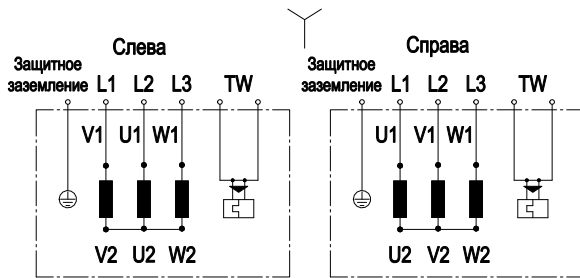 Слева
Защитное заземление L1 L2 L3 TW
V1 U1 W1
V2 U2 W2
Справа
Защитное заземление L1 L2 L3 TW
U1 V1 W1
U2 V2 W2